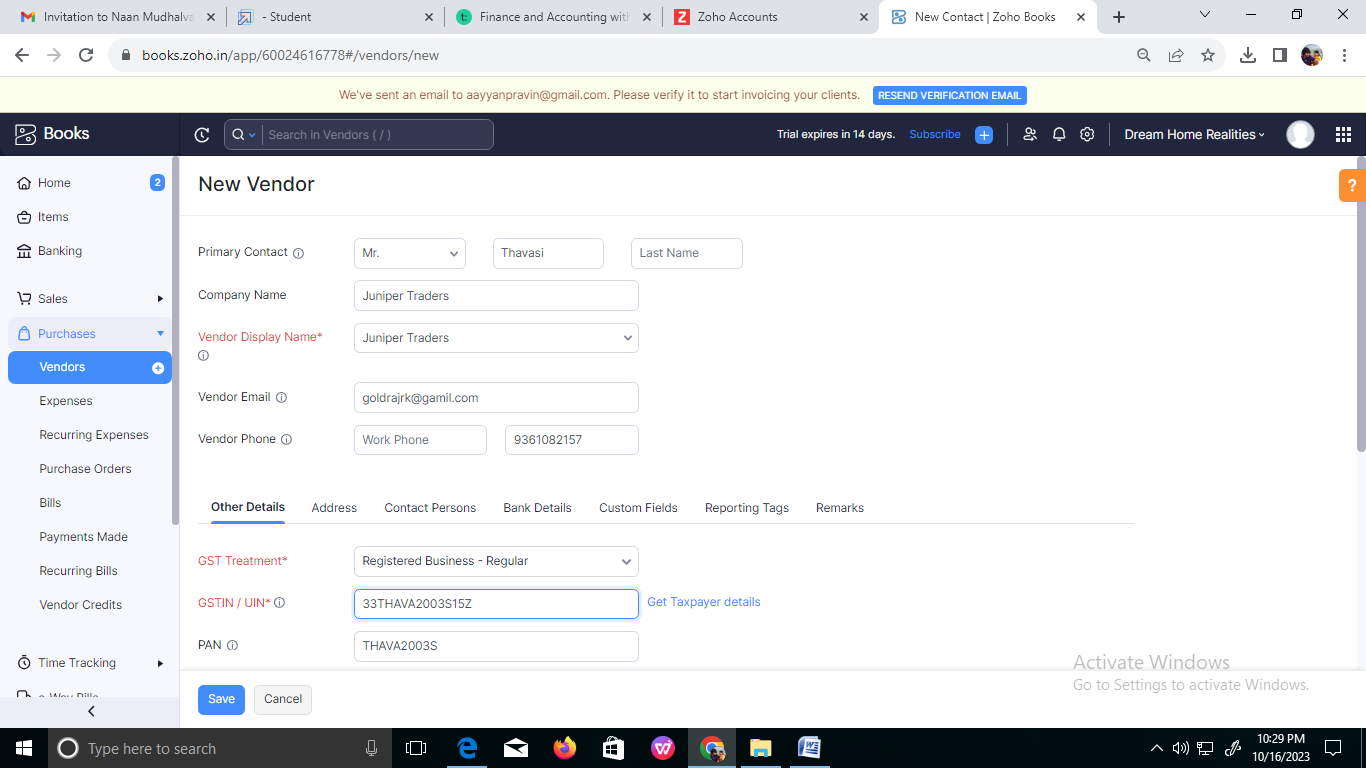 Invitation to Naan Mudhalva
- Student
Finance and Accounting with
Zoho Accounts
New Contact | Zoho Books
books.zoho.in/app/60024616778#/vendors/new
We've sent an email to aayyanpravin@gmail.com. Please verify it to start invoicing your clients. RESEND VERIFICATION EMAIL
Books
Search in Vendors ( / )
Trial expires in 14 days. Subscribe
Dream Home Realities
Home 2
Items
Banking
Sales
Purchases
Vendors
Expenses
Recurring Expenses
Purchase Orders
Bills
Payments Made
Recurring Bills
Vendor Credits
Time Tracking
e-Way Bills
New Vendor
?
Primary Contact Mr. Thavasi Last Name
Company Name Juniper Traders
Vendor Display Name* Juniper Traders
Vendor Email goldrajrk@gamil.com
Vendor Phone Work Phone 9361082157
Other Details Address Contact Persons Bank Details Custom Fields Reporting Tags Remarks
GST Treatment* Registered Business - Regular
GSTIN / UIN* 33THAVA2003S15Z Get Taxpayer details
PAN THAVA2003S
Save Cancel
Activate Windows
Go to Settings to activate Windows.
Type here to search
10:29 PM
10/16/2023